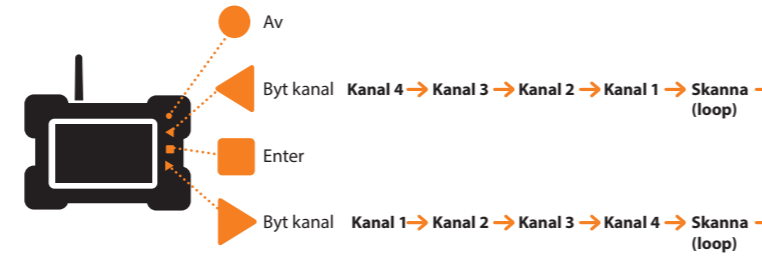 Av
Byt kanal Kanal 4 → Kanal 3 → Kanal 2 → Kanal 1 → Skanna
(loop)
Enter
Byt kanal Kanal 1 → Kanal 2 → Kanal 3 → Kanal 4 → Skanna
(loop)